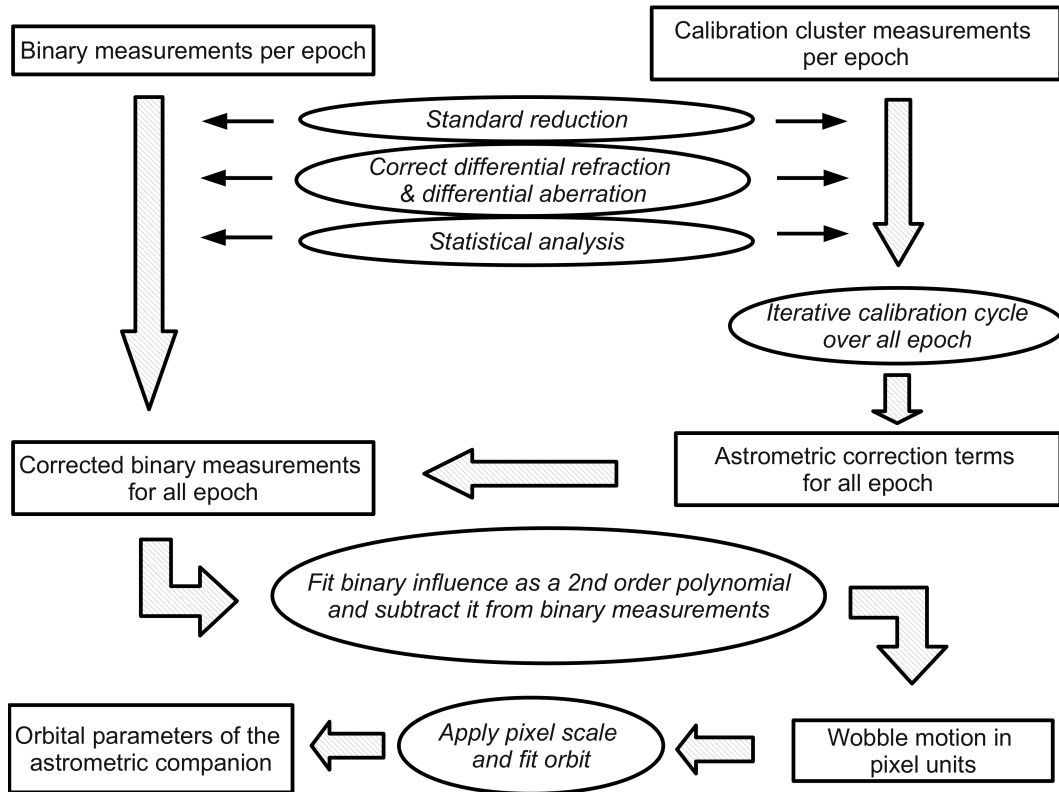 Binary measurements per epoch
Calibration cluster measurements
per epoch
Standard reduction
Correct differential refraction
& differential aberration
Statistical analysis
Iterative calibration cycle
over all epoch
Corrected binary measurements
for all epoch
Astrometric correction terms
for all epoch
Fit binary influence as a 2nd order polynomial
and subtract it from binary measurements
Orbital parameters of the
astrometric companion
Apply pixel scale
and fit orbit
Wobble motion in
pixel units